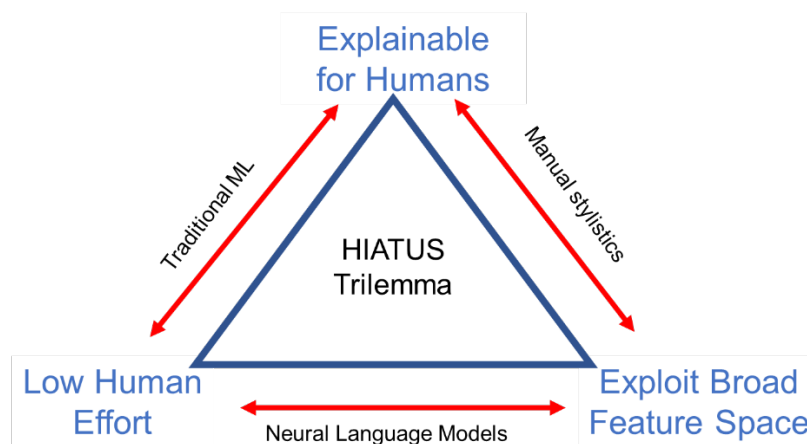 Explainable
for Humans
Traditional ML
Manual stylistics
HIATUS
Trilemma
Low Human
Effort
Exploit Broad
Feature Space
Neural Language Models